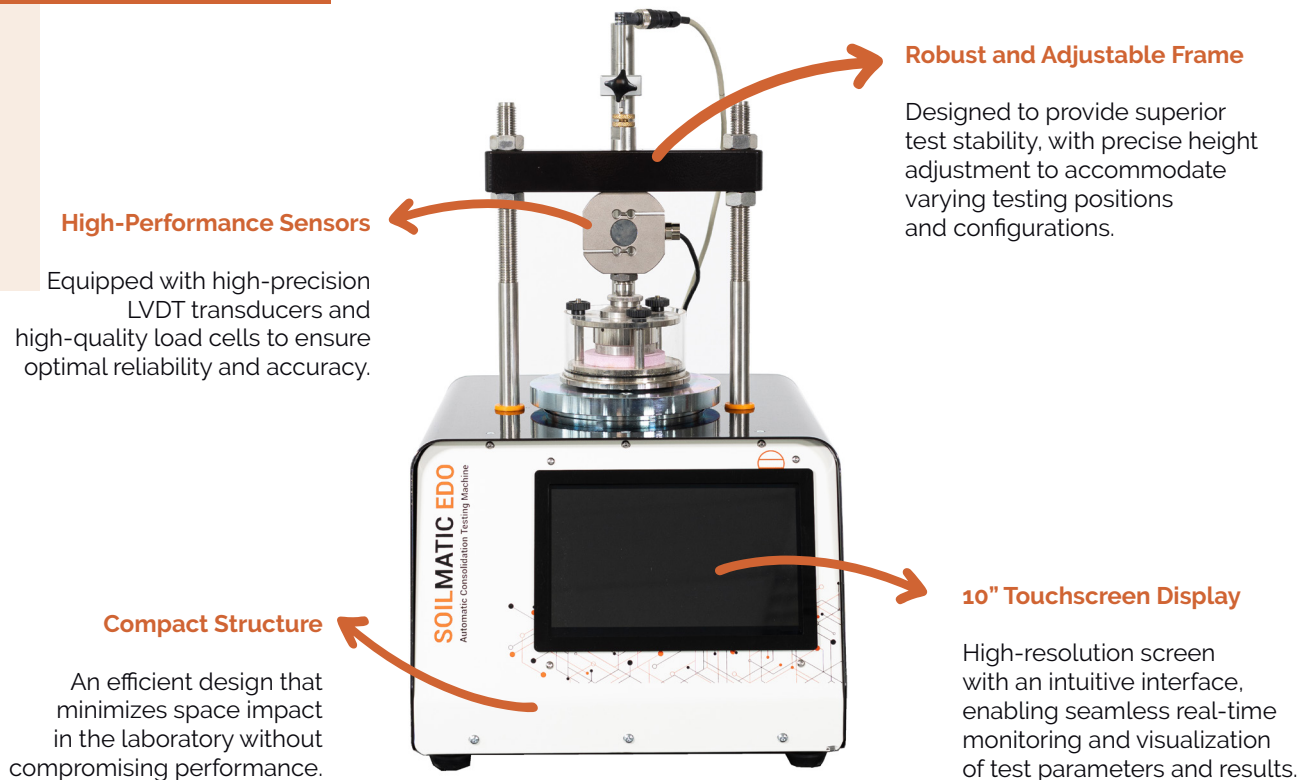 Robust and Adjustable Frame
Designed to provide superior
test stability, with precise height
adjustment to accommodate
varying testing positions
and configurations.
High-Performance Sensors
Equipped with high-precision
LVDT transducers and
high-quality load cells to ensure
optimal reliability and accuracy.
SOILMATIC EDO
Automatic Consolidation Testing Machine
Compact Structure
An efficient design that
minimizes space impact
in the laboratory without
compromising performance.
10” Touchscreen Display
High-resolution screen
with an intuitive interface,
enabling seamless real-time
monitoring and visualization
of test parameters and results.